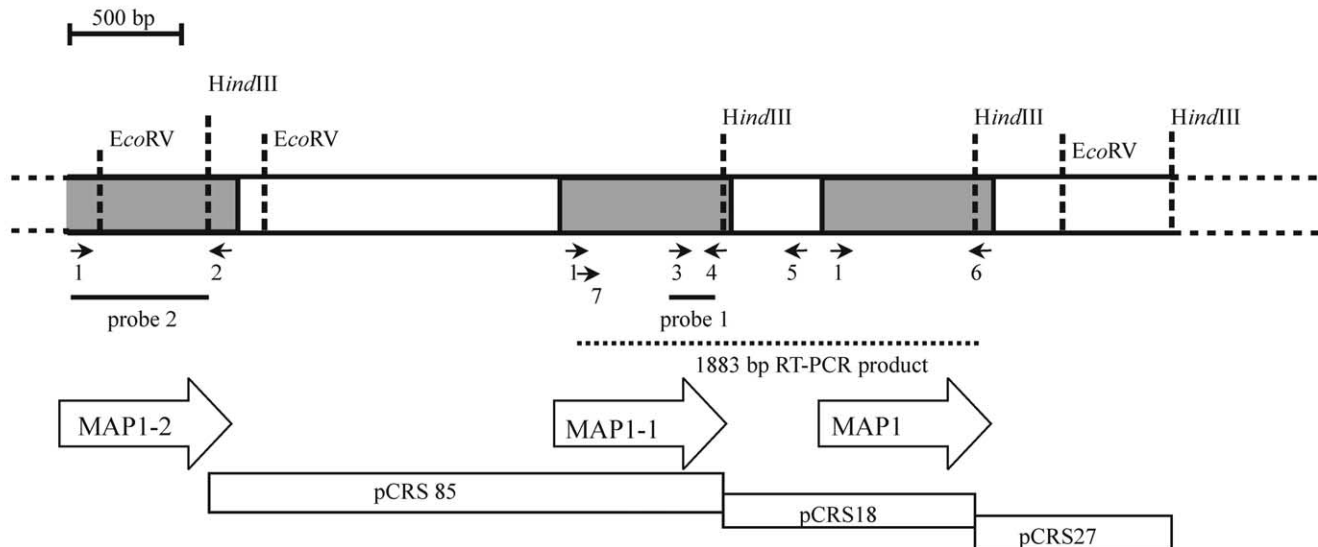 500 bp
HindIII
EcoRV
EcoRV
HindIII
HindIII
HindIII
EcoRV
1
2
1
7
3
4
5
1
6
probe 2
probe 1
1883 bp RT-PCR product
MAP1-2
MAP1-1
MAP1
pCRS 85
pCRS18
pCRS27